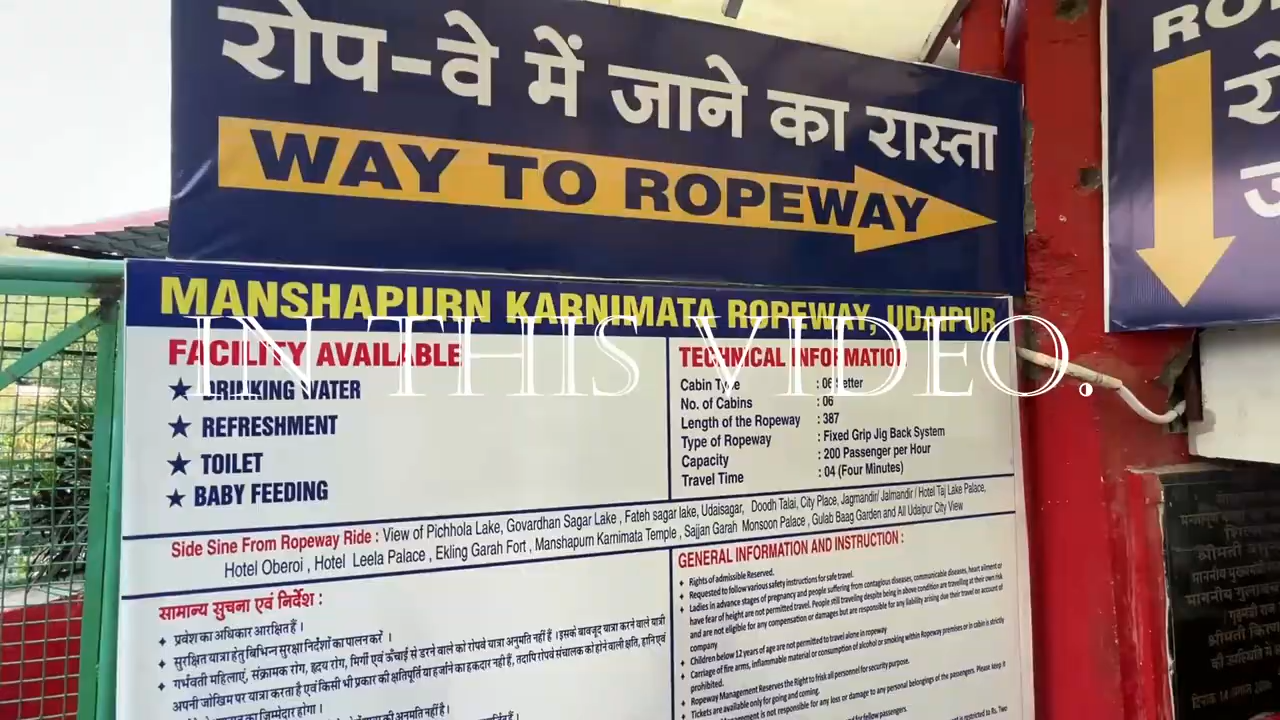 रोप-वे में जाने का रास्ता
WAY TO ROPEWAY
MANSHAPURN KARNIMATA ROPEWAY, UDAIPUR
IN THIS VIDEO.
FACILITY AVAILABLE
★ DRINKING WATER
★ REFRESHMENT
★ TOILET
★ BABY FEEDING
TECHNICAL INFORMATION
Cabin Type : 06 Setter
No. of Cabins : 06
Length of the Ropeway : 387
Type of Ropeway : Fixed Grip Jig Back System
Capacity : 200 Passenger per Hour
Travel Time : 04 (Four Minutes)
Side Sine From Ropeway Ride : View of Pichhola Lake, Govardhan Sagar Lake , Fateh sagar lake, Udaisagar, Doodh Talai, City Place, Jagmandir/ Jalmandir / Hotel Taj Lake Palace,
Hotel Oberoi , Hotel Leela Palace , Ekling Garah Fort , Manshapurn Karnimata Temple , Sajjan Garah Monsoon Palace , Gulab Baag Garden and All Udaipur City View
सामान्य सुचना एवं निर्देश :
प्रवेश का अधिकार आरक्षित हैं ।
सुरक्षित यात्रा हेतु बिभिन्न सुरक्षा निर्देशों का पालन करें ।
गर्भवती महिलाएं, संक्रामक रोग, ह्रदय रोग, मिर्गी एवं ऊँचाई से डरने वाले को रोपवे यात्रा अनुमति नहीं हैं । इसके बावजूद यात्रा करने वाले यात्री
अपनी जोखिम पर यात्रा करता है एवं किसी भी प्रकार की क्षतिपूर्ति या हर्जाने का हकदार नहीं हैं, तदापि रोपवे संचालक को होने वाली क्षति, हानि एवं
का जिम्मेदार होगा ।
की अनुमति नहीं हैं ।
GENERAL INFORMATION AND INSTRUCTION :
Rights of admissible Reserved.
Requested to follow various safety instructions for safe travel.
Ladies in advance stages of pregnancy and people suffering from contagious diseases, communicable diseases, heart ailment or
have fear of height are not permitted travel. People still traveling despite being in above condition are travelling at their own risk
and are not eligible for any compensation or damages but are responsible for any liability arising due their travel or account of
company
Children below 12 years of age are not permitted to travel alone in ropeway
Carriage of fire arms, inflammable material or consumption of alcohol or smoking within Ropeway premises or in cabin is strictly
prohibited.
Ropeway Management Reserves the Right to frisk all personnel for security purpose.
Tickets are available only for going and coming.
is not responsible for any loss or damage to any personal belongings of the passengers. Please keep it
for fellow passengers.
श्रीमती
माननीय
माननीय
श्रीमती
दिनांक